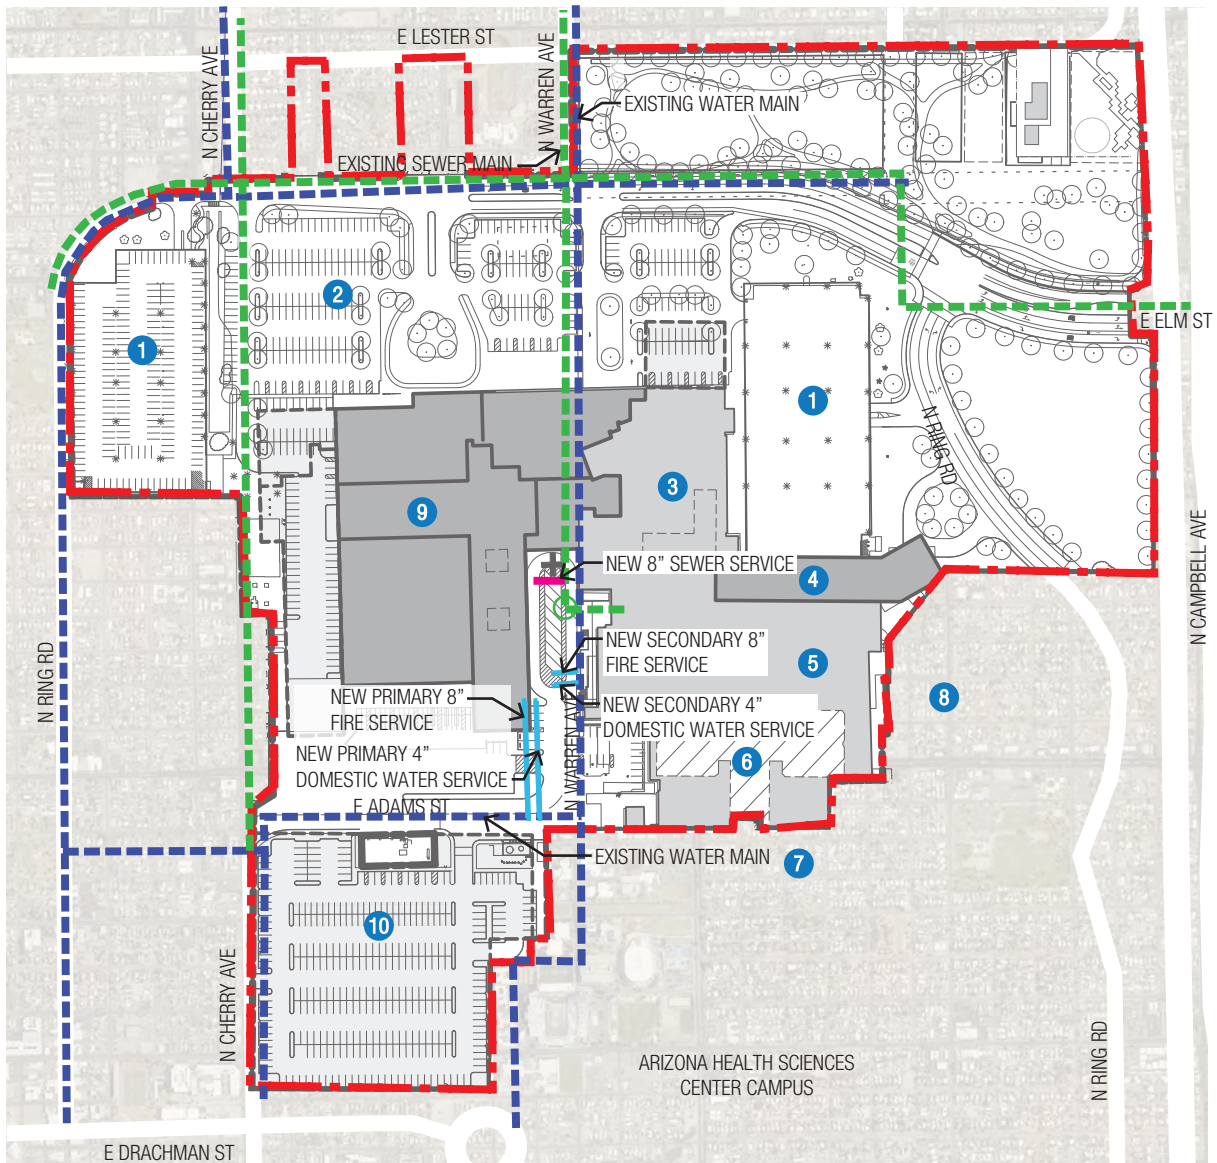 E LESTER ST
N CHERRY AVE
N WARREN AVE
EXISTING WATER MAIN
EXISTING SEWER MAIN
2
E ELM ST
1
1
N RING RD
3
9
NEW 8” SEWER SERVICE
4
N CAMPBELL AVE
NEW SECONDARY 8”
FIRE SERVICE
5
N RING RD
8
NEW PRIMARY 8”
FIRE SERVICE
NEW SECONDARY 4”
DOMESTIC WATER SERVICE
N WARREN AVE
NEW PRIMARY 4”
DOMESTIC WATER SERVICE
6
E ADAMS ST
EXISTING WATER MAIN
7
10
N CHERRY AVE
ARIZONA HEALTH SCIENCES
CENTER CAMPUS
N RING RD
E DRACHMAN ST